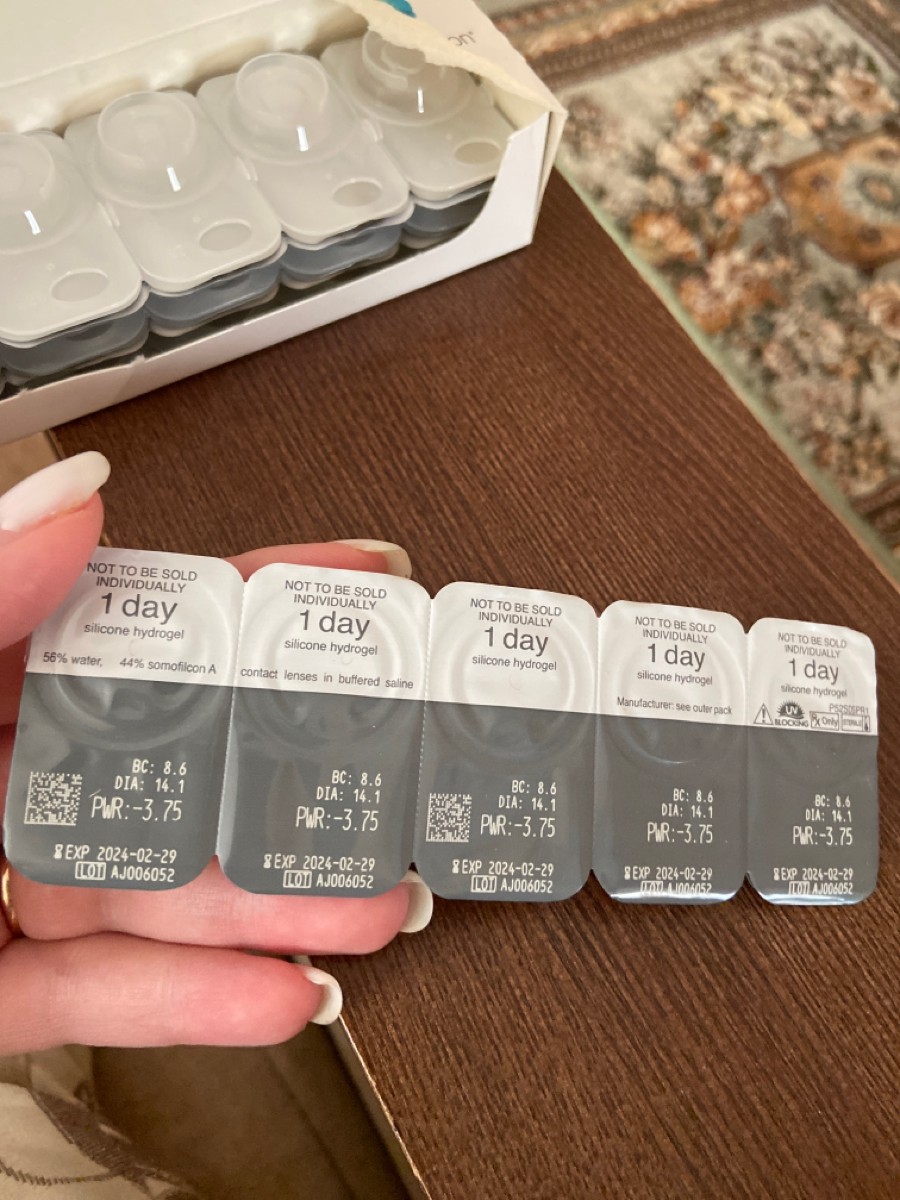 NOT TO BE SOLD
INDIVIDUALLY
1 day
silicone hydrogel
56% water, 44% somofilcon A
BC: 8.6
DIA: 14.1
PWR:-3.75
EXP 2024-02-29
LOT AJ006052
NOT TO BE SOLD
INDIVIDUALLY
1 day
silicone hydrogel
contact lenses in buffered saline
BC: 8.6
DIA: 14.1
PWR:-3.75
EXP 2024-02-29
LOT AJ006052
NOT TO BE SOLD
INDIVIDUALLY
1 day
silicone hydrogel
BC: 8.6
DIA: 14.1
PWR:-3.75
EXP 2024-02-29
LOT AJ006052
NOT TO BE SOLD
INDIVIDUALLY
1 day
silicone hydrogel
Manufacturer: see outer pack
BC: 8.6
DIA: 14.1
PWR:-3.75
EXP 2024-02-29
LOT AJ006052
NOT TO BE SOLD
INDIVIDUALLY
1 day
silicone hydrogel
UV
BLOCKING
Rx Only
STERILE
BC: 8.6
DIA: 14.1
PWR:-3.75
EXP 2024-02-29
LOT AJ006052